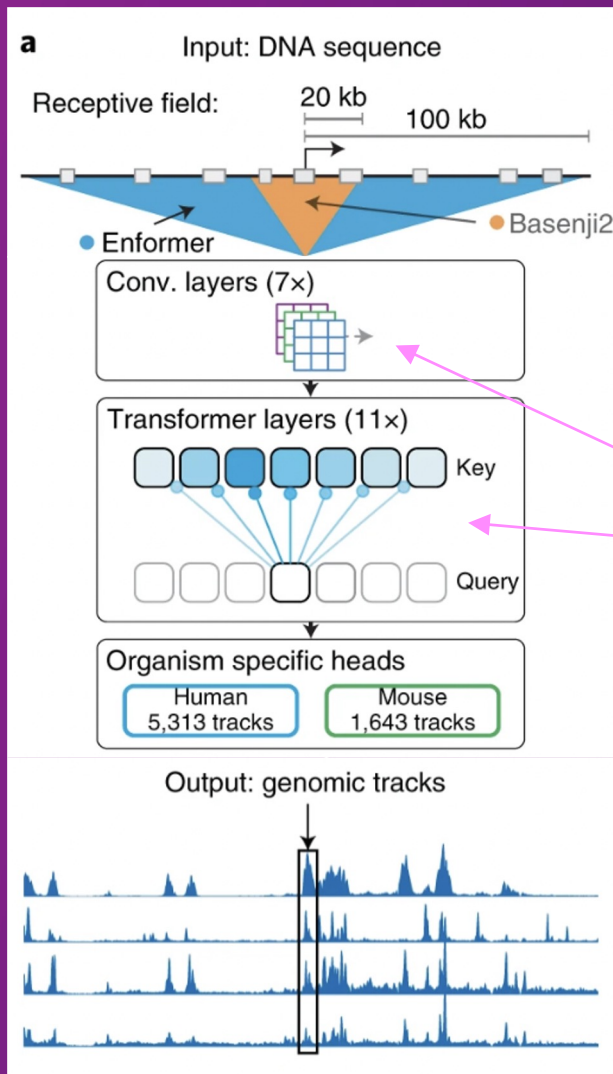 a
Input: DNA sequence
Receptive field:
20 kb
100 kb
Enformer
Basenji2
Conv. layers (7×)
Transformer layers (11×)
Key
Query
Organism specific heads
Human
5,313 tracks
Mouse
1,643 tracks
Output: genomic tracks